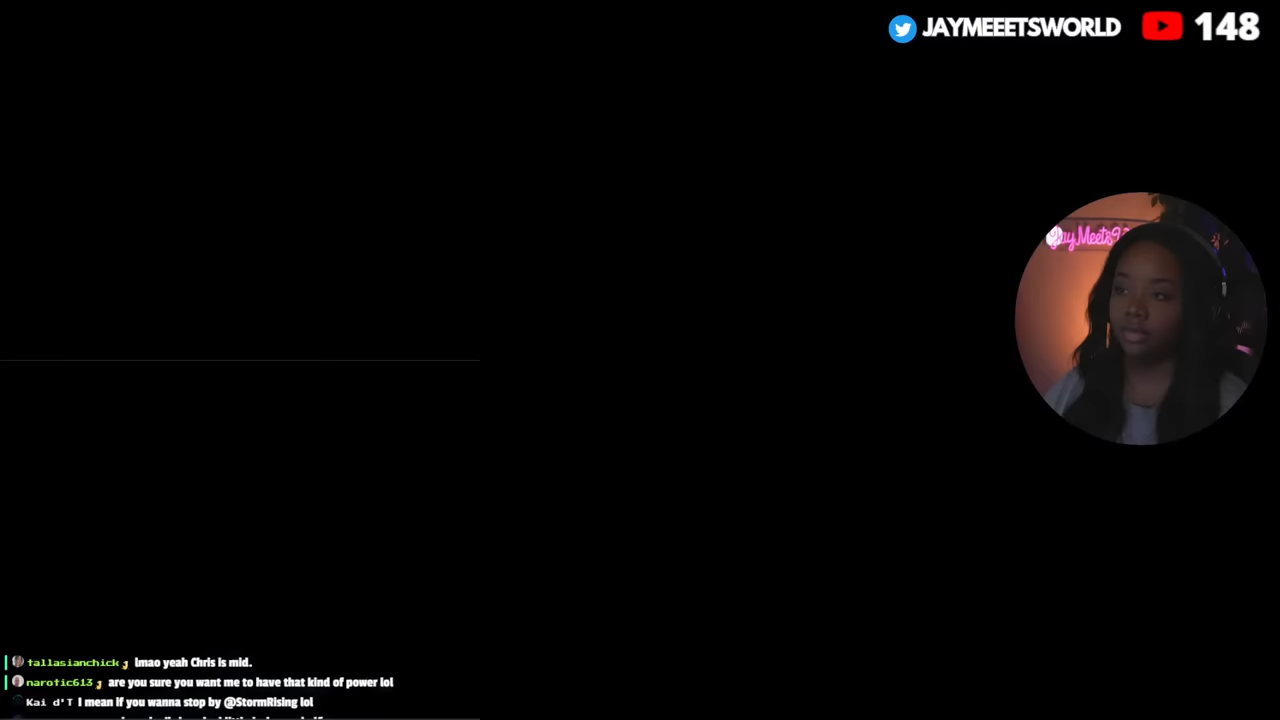 JAYMEEETSWORLD 148
JayMeets
tallasianchick lmao yeah Chris is mid.
narotic613 are you sure you want me to have that kind of power lol
Kai d'T I mean if you wanna stop by @StormRising lol